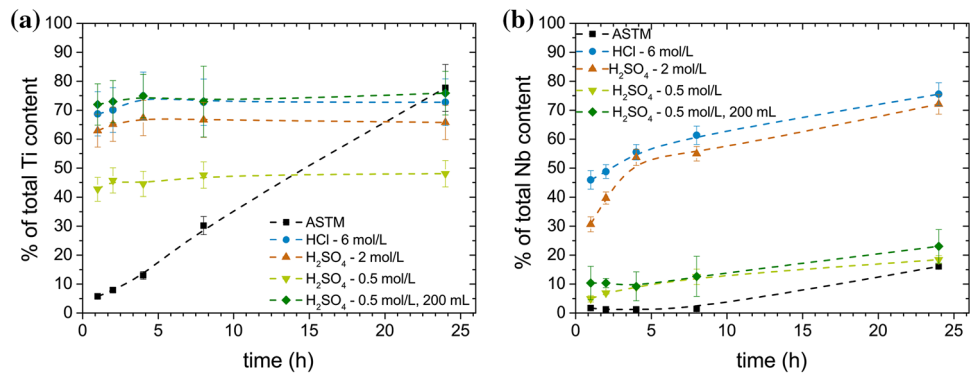 (a)
% of total Ti content
100
90
80
70
60
50
40
30
20
10
0
0 5 10 15 20 25
time (h)
ASTM
HCl - 6 mol/L
H₂SO₄ - 2 mol/L
H₂SO₄ - 0.5 mol/L
H₂SO₄ - 0.5 mol/L, 200 mL
(b)
% of total Nb content
100
90
80
70
60
50
40
30
20
10
0
0 5 10 15 20 25
time (h)
ASTM
HCl - 6 mol/L
H₂SO₄ - 2 mol/L
H₂SO₄ - 0.5 mol/L
H₂SO₄ - 0.5 mol/L, 200 mL